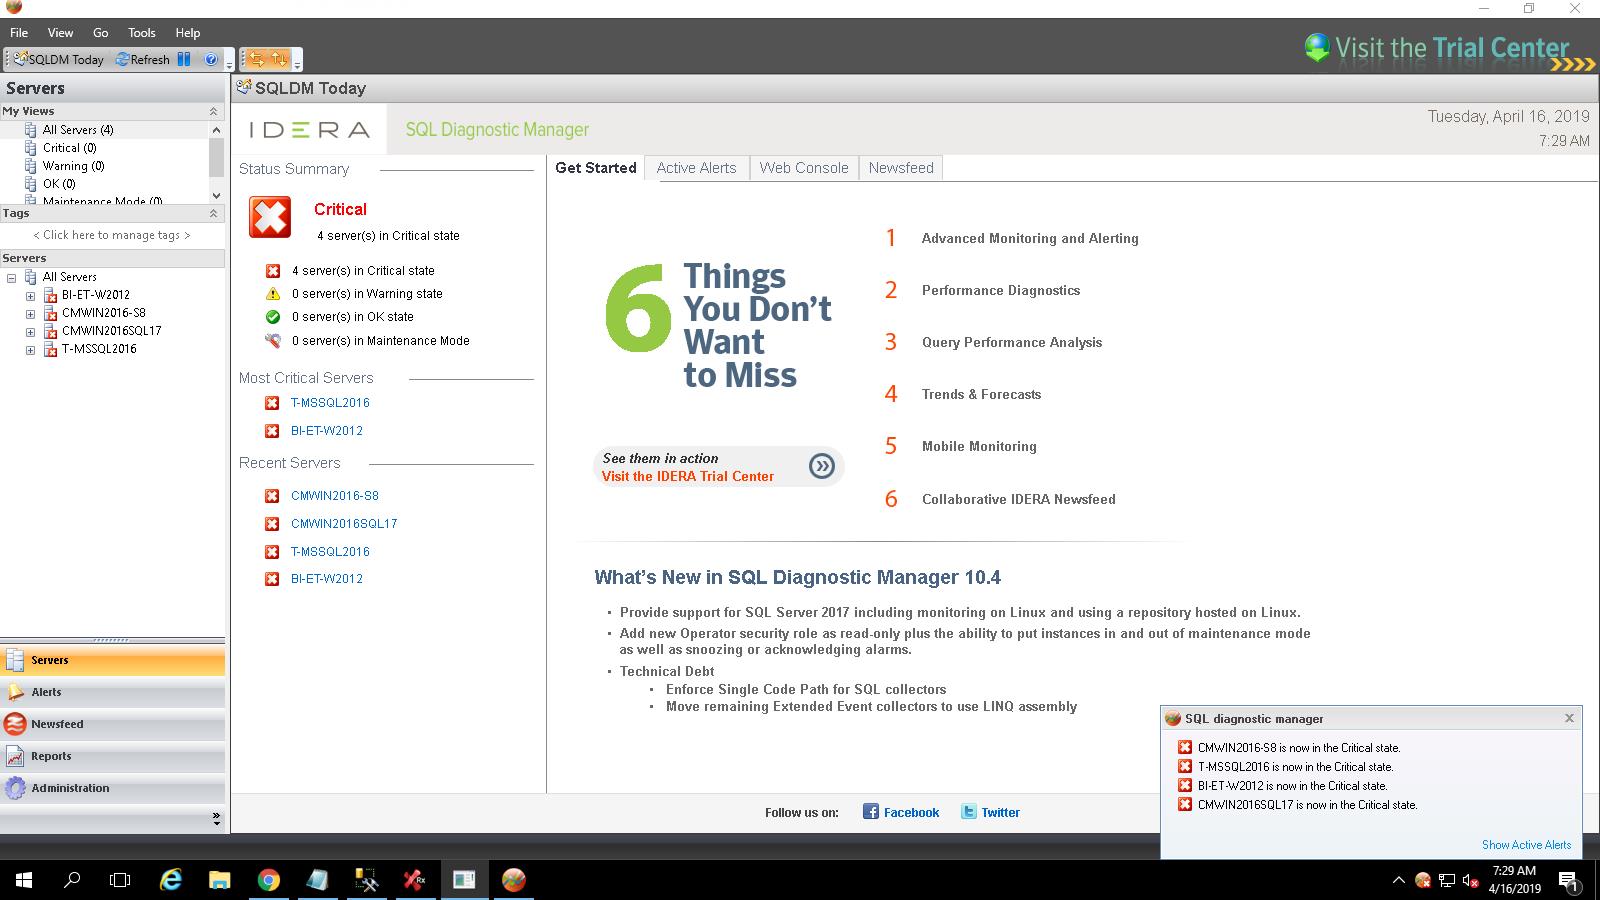 File View Go Tools Help
SQLDM Today Refresh
Visit the Trial Center
Servers
My Views
All Servers (4)
Critical (0)
Warning (0)
OK (0)
Maintenance Mode (0)
Tags
< Click here to manage tags >
Servers
All Servers
BI-ET-W2012
CMWIN2016-S8
CMWIN2016SQL17
T-MSSQL2016
Servers
Alerts
Newsfeed
Reports
Administration
SQLDM Today
IDERA SQL Diagnostic Manager
Tuesday, April 16, 2019
7:29 AM
Status Summary
Critical
4 server(s) in Critical state
4 server(s) in Critical state
0 server(s) in Warning state
0 server(s) in OK state
0 server(s) in Maintenance Mode
Most Critical Servers
T-MSSQL2016
BI-ET-W2012
Recent Servers
CMWIN2016-S8
CMWIN2016SQL17
T-MSSQL2016
BI-ET-W2012
Get Started Active Alerts Web Console Newsfeed
6 Things
You Don't
Want
to Miss
See them in action
Visit the IDERA Trial Center
1 Advanced Monitoring and Alerting
2 Performance Diagnostics
3 Query Performance Analysis
4 Trends & Forecasts
5 Mobile Monitoring
6 Collaborative IDERA Newsfeed
What's New in SQL Diagnostic Manager 10.4
• Provide support for SQL Server 2017 including monitoring on Linux and using a repository hosted on Linux.
• Add new Operator security role as read-only plus the ability to put instances in and out of maintenance mode
as well as snoozing or acknowledging alarms.
• Technical Debt
• Enforce Single Code Path for SQL collectors
• Move remaining Extended Event collectors to use LINQ assembly
Follow us on: Facebook Twitter
SQL diagnostic manager
CMWIN2016-S8 is now in the Critical state.
T-MSSQL2016 is now in the Critical state.
BI-ET-W2012 is now in the Critical state.
CMWIN2016SQL17 is now in the Critical state.
Show Active Alerts
Rx
7:29 AM
4/16/2019
1